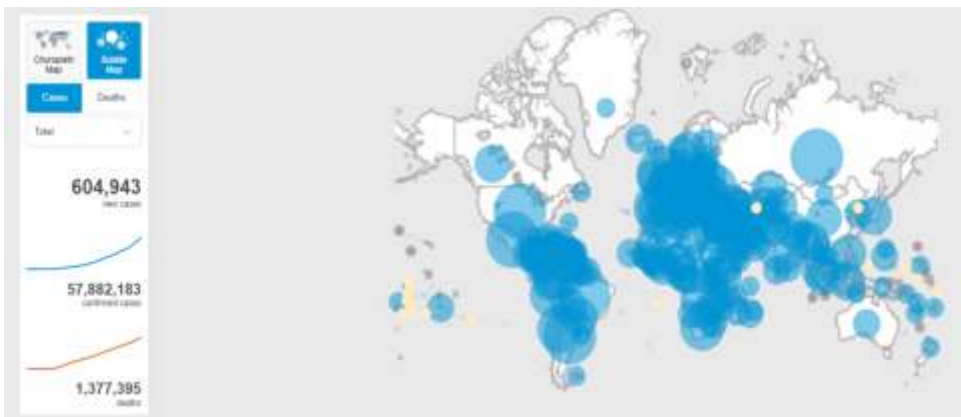 Choropleth
Map
Bubble
Map
Cases
Deaths
Total
604,943
new cases
57,882,183
confirmed cases
1,377,395
deaths